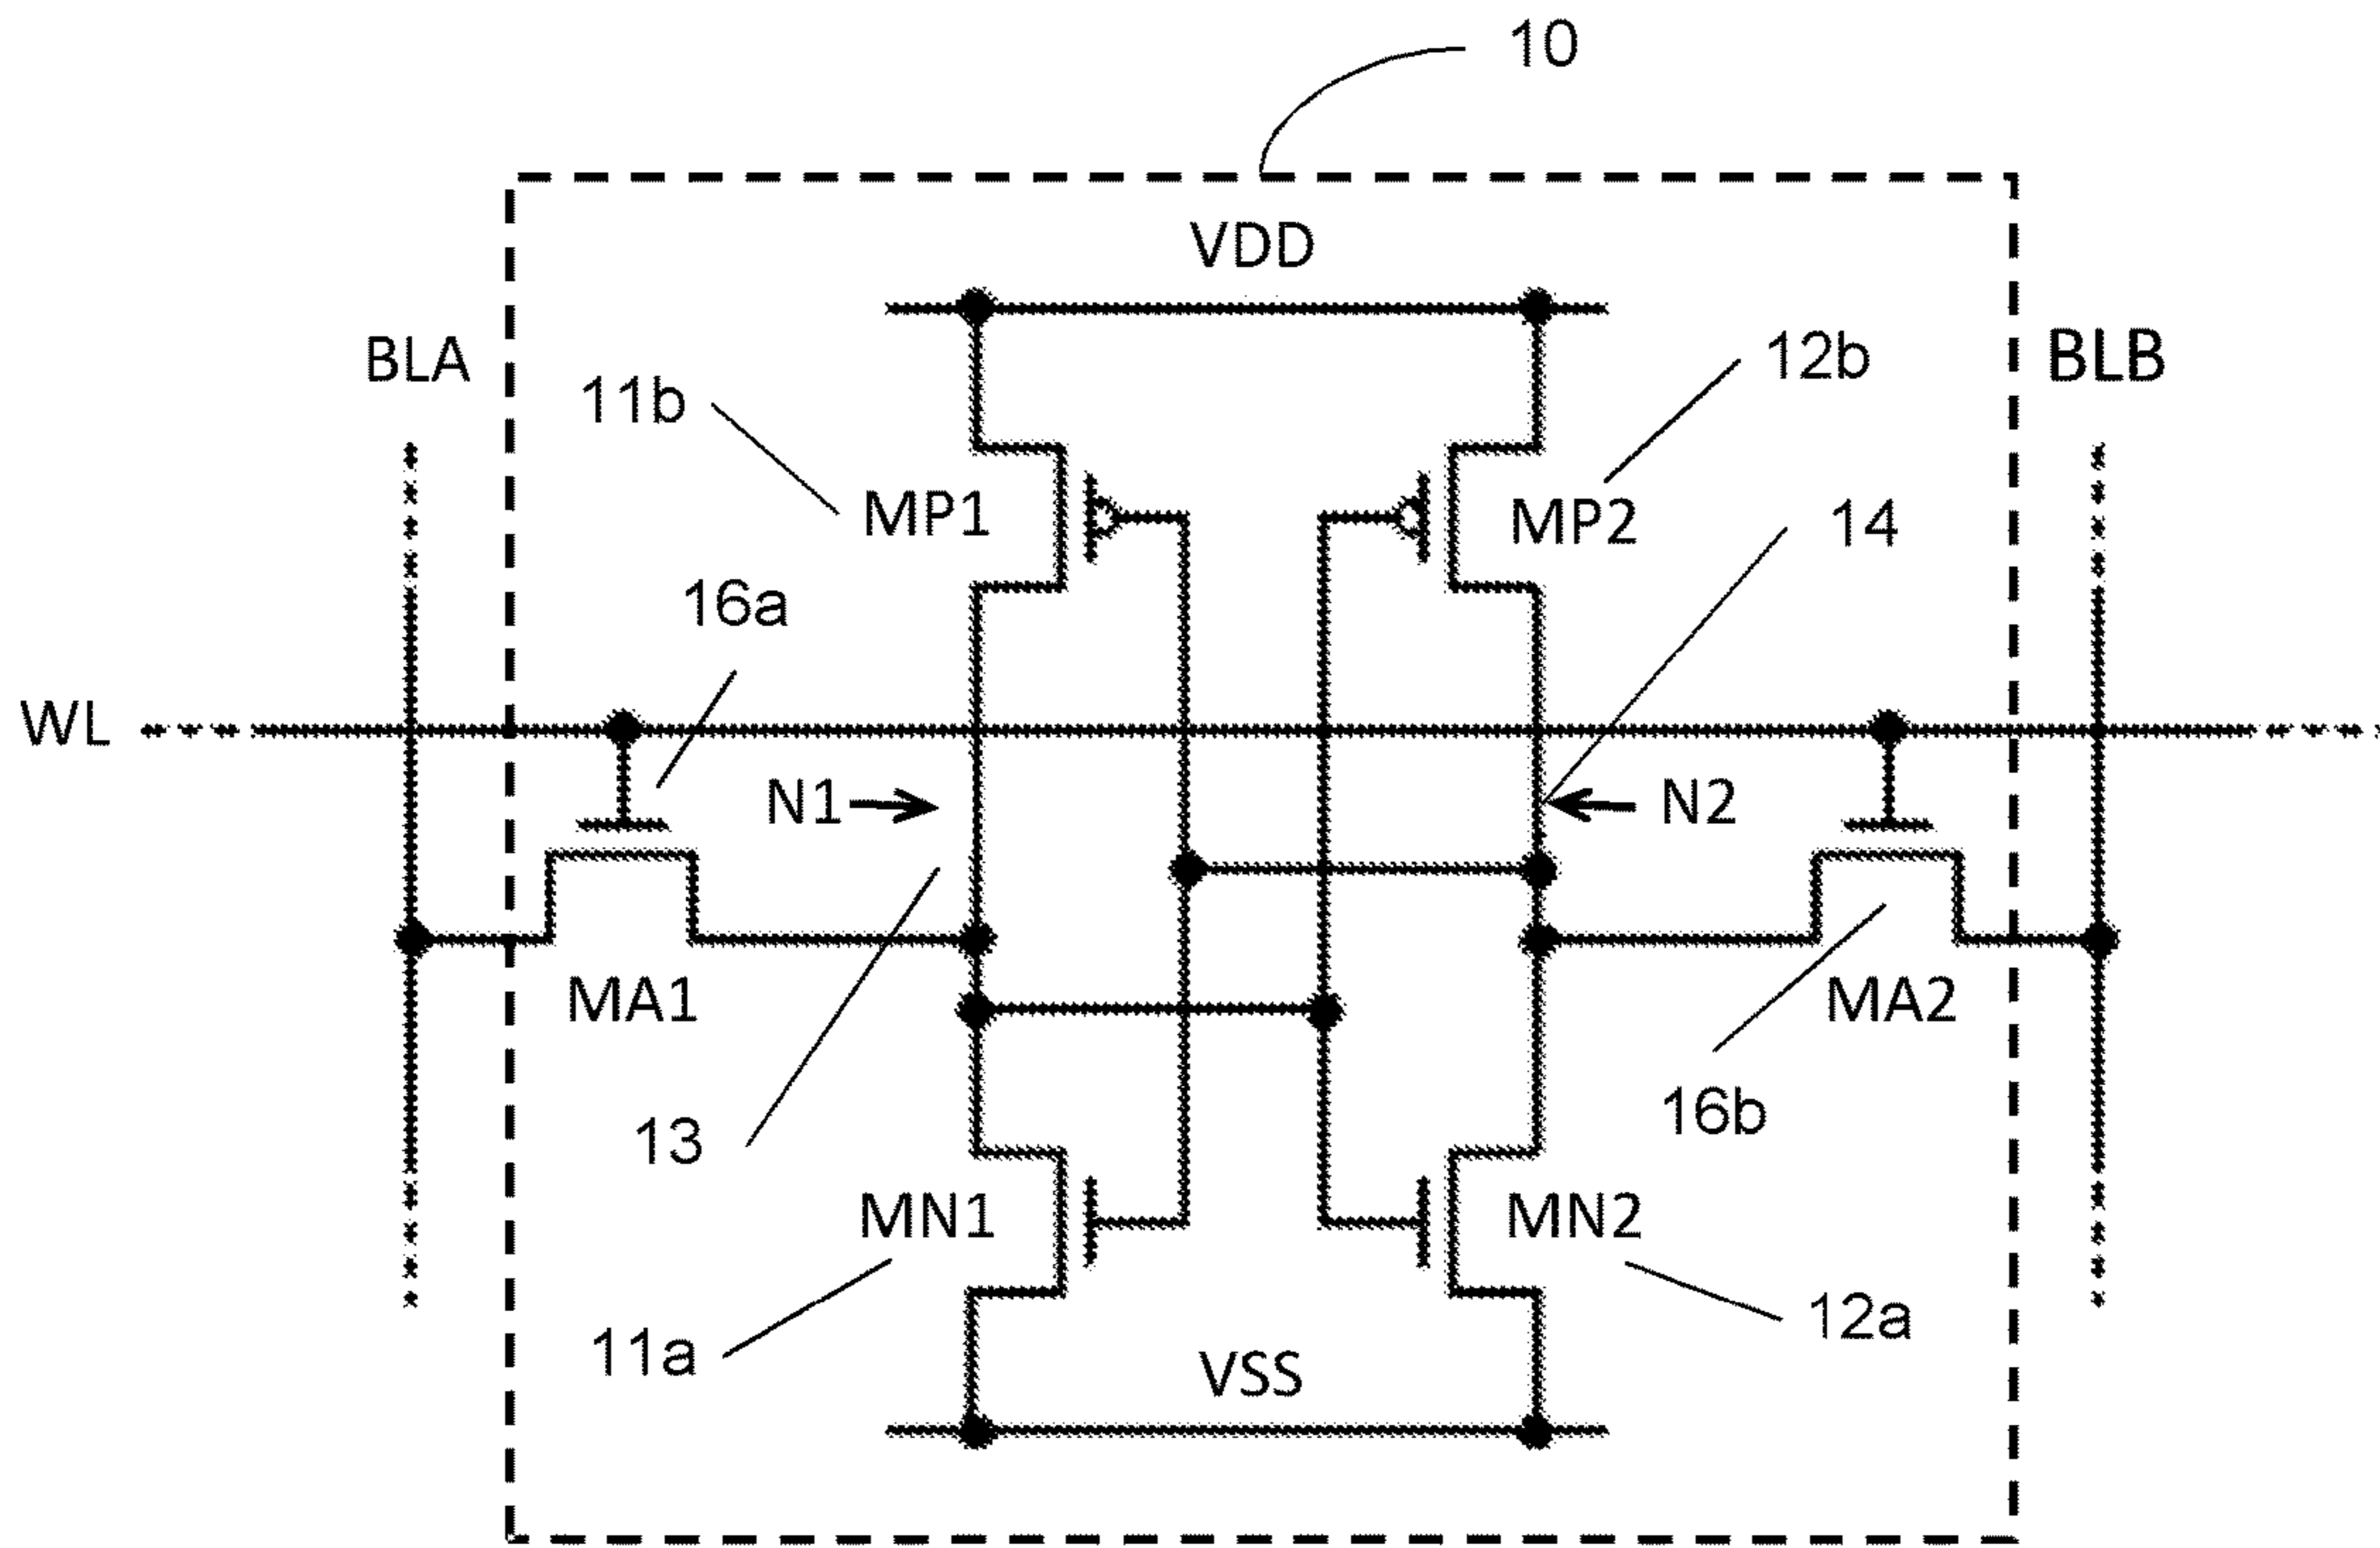 10
VDD
BLA
11b
12b
BLB
MP1
MP2
14
16a
WL
N1
N2
MA1
MA2
13
16b
MN1
MN2
11a
VSS
12a